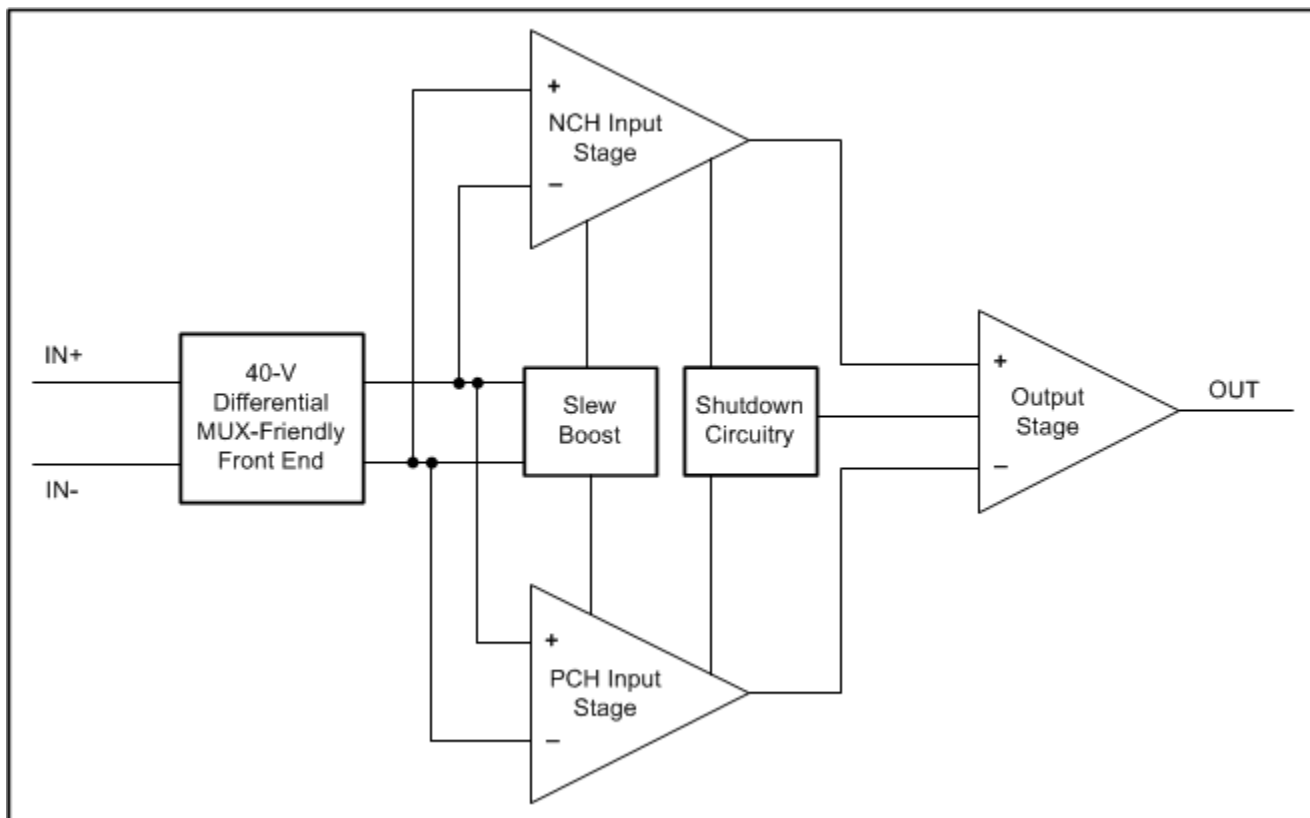 +
NCH Input
Stage
−
IN+
40-V
Differential
MUX-Friendly
Front End
IN-
Slew
Boost
Shutdown
Circuitry
+
Output
Stage
−
OUT
+
PCH Input
Stage
−